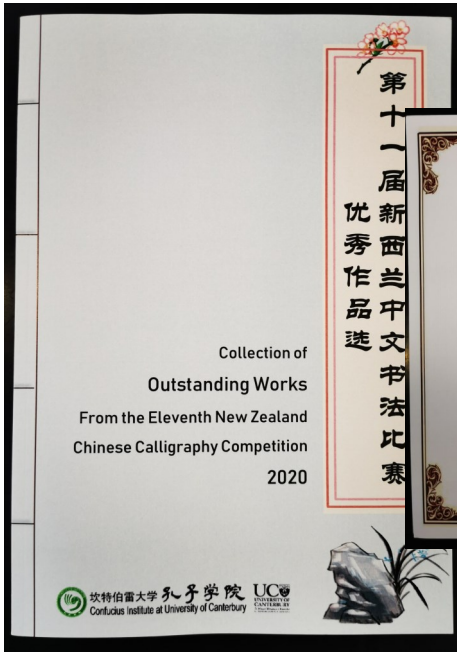 第十一届新西兰中文书法比赛
优秀作品选
Collection of
Outstanding Works
From the Eleventh New Zealand
Chinese Calligraphy Competition
2020
坎特伯雷大学 孔子学院
Confucius Institute at University of Canterbury
UC
UNIVERSITY OF
CANTERBURY